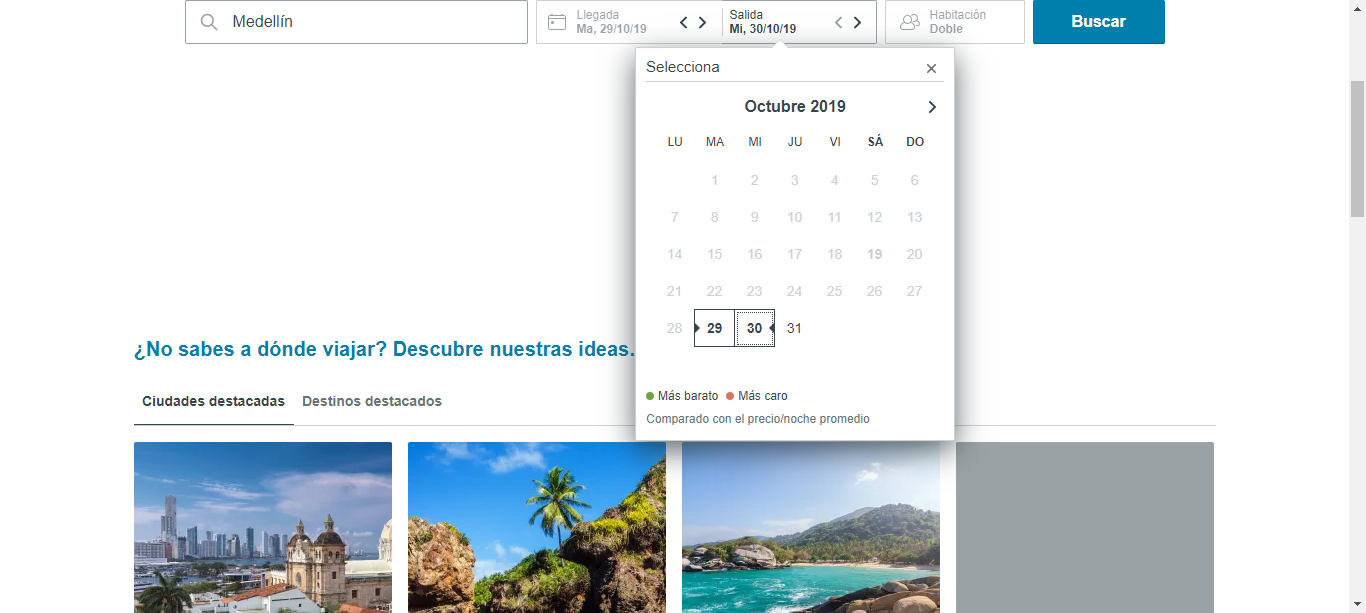 Medellín
Llegada
Ma, 29/10/19
Salida
Mi, 30/10/19
Habitación
Doble
Buscar
Selecciona
Octubre 2019
LU MA MI JU VI SÁ DO
1 2 3 4 5 6
7 8 9 10 11 12 13
14 15 16 17 18 19 20
21 22 23 24 25 26 27
28 29 30 31
Más barato Más caro
Comparado con el precio/noche promedio
¿No sabes a dónde viajar? Descubre nuestras ideas.
Ciudades destacadas Destinos destacados